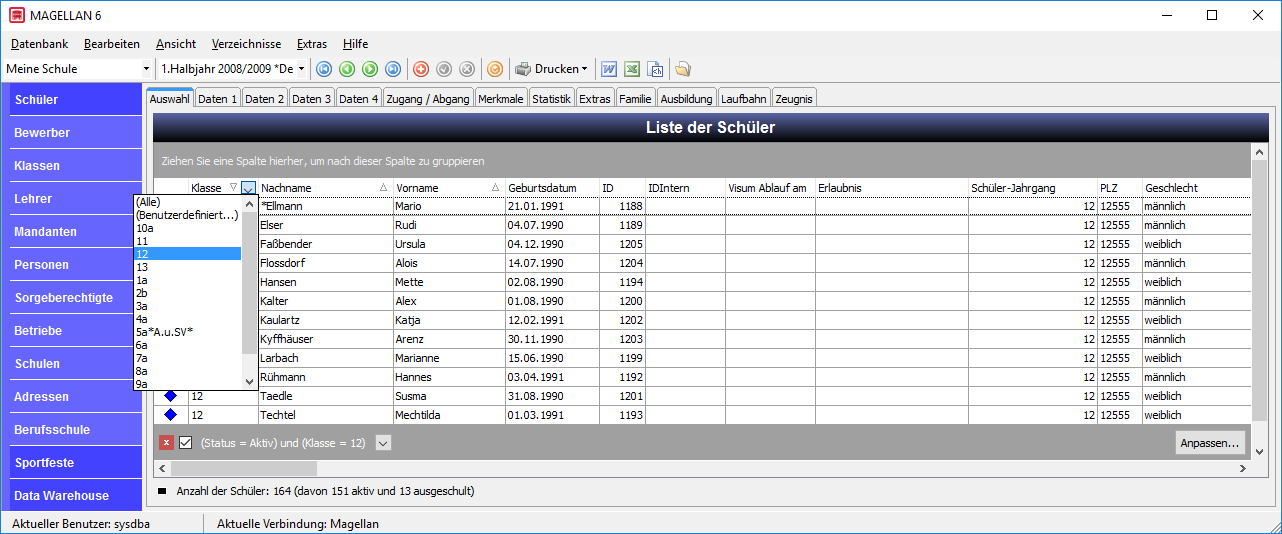 MAGELLAN 6
Datenbank Bearbeiten Ansicht Verzeichnisse Extras Hilfe
Meine Schule 1.Halbjahr 2008/2009 *De Drucken
Schüler
Bewerber
Klassen
Lehrer
Mandanten
Personen
Sorgeberechtigte
Betriebe
Schulen
Adressen
Berufsschule
Sportfeste
Data Warehouse
Auswahl Daten 1 Daten 2 Daten 3 Daten 4 Zugang / Abgang Merkmale Statistik Extras Familie Ausbildung Laufbahn Zeugnis
Liste der Schüler
Ziehen Sie eine Spalte hierher, um nach dieser Spalte zu gruppieren
Klasse Nachname Vorname Geburtsdatum ID IDIntern Visum Ablauf am Erlaubnis Schüler-Jahrgang PLZ Geschlecht
(Alle)
(Benutzerdefiniert...)
10a
11
12
13
1a
2b
3a
4a
5a*A.u.SV*
6a
7a
8a
9a
*Ellmann Mario 21.01.1991 1188 12 12555 männlich
Elser Rudi 04.07.1990 1189 12 12555 männlich
Faßbender Ursula 04.12.1990 1205 12 12555 weiblich
Flossdorf Alois 14.07.1990 1204 12 12555 männlich
Hansen Mette 02.08.1990 1194 12 12555 weiblich
Kalter Alex 01.08.1990 1200 12 12555 männlich
Kaulartz Katja 12.02.1991 1202 12 12555 weiblich
Kyffhäuser Arenz 30.11.1990 1203 12 12555 männlich
Larbach Marianne 15.06.1990 1199 12 12555 weiblich
Rühmann Hannes 03.04.1991 1192 12 12555 männlich
12 Taedle Susma 31.08.1990 1201 12 12555 weiblich
12 Techtel Mechtilda 01.03.1991 1193 12 12555 weiblich
(Status = Aktiv) und (Klasse = 12) Anpassen...
Anzahl der Schüler: 164 (davon 151 aktiv und 13 ausgeschult)
Aktueller Benutzer: sysdba Aktuelle Verbindung: Magellan